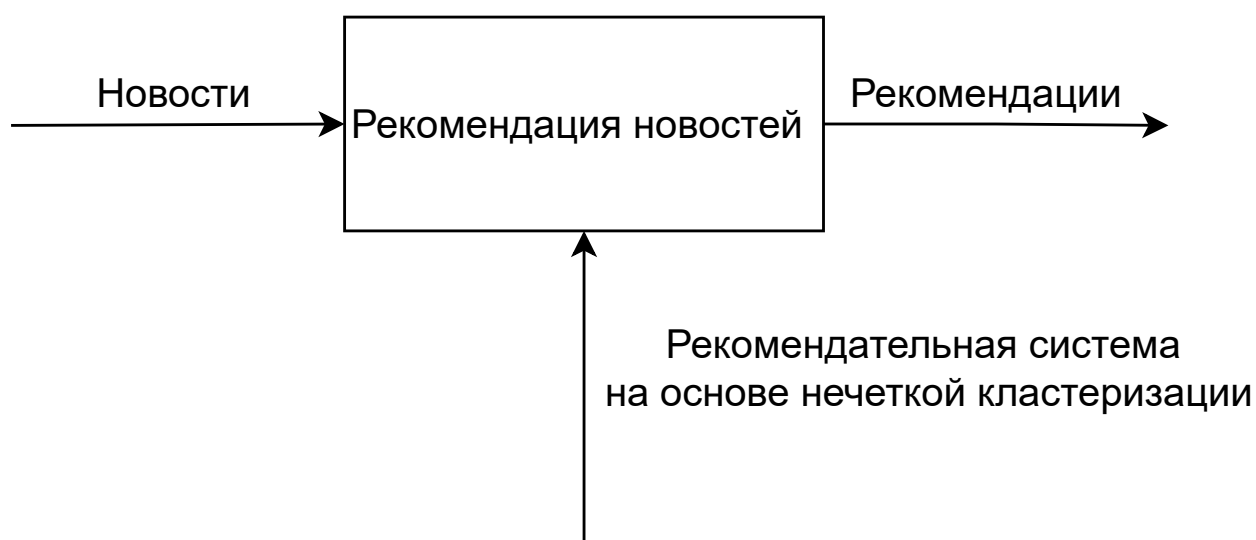 Новости
Рекомендация новостей
Рекомендации
Рекомендательная система
на основе нечеткой кластеризации